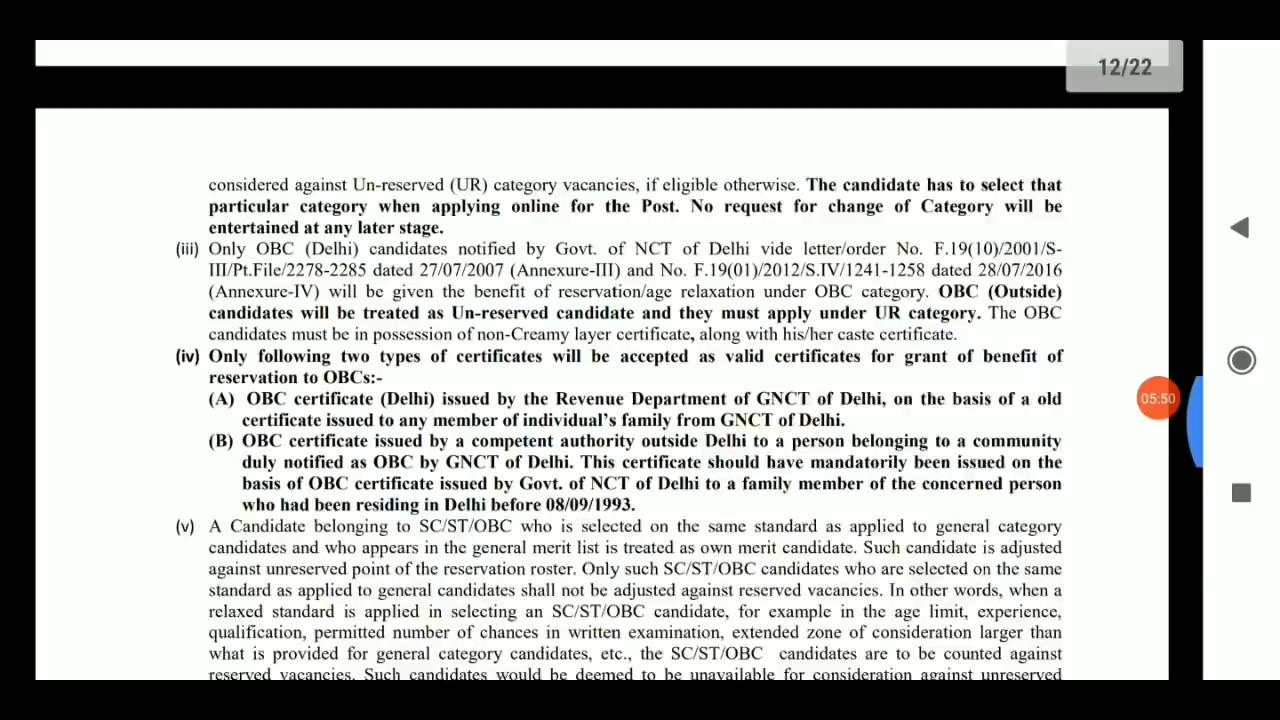 12/22
considered against Un-reserved (UR) category vacancies, if eligible otherwise. The candidate has to select that
particular category when applying online for the Post. No request for change of Category will be
entertained at any later stage.
(iii) Only OBC (Delhi) candidates notified by Govt. of NCT of Delhi vide letter/order No. F.19(10)/2001/S-
III/Pt.File/2278-2285 dated 27/07/2007 (Annexure-III) and No. F.19(01)/2012/S.IV/1241-1258 dated 28/07/2016
(Annexure-IV) will be given the benefit of reservation/age relaxation under OBC category. OBC (Outside)
candidates will be treated as Un-reserved candidate and they must apply under UR category. The OBC
candidates must be in possession of non-Creamy layer certificate, along with his/her caste certificate.
(iv) Only following two types of certificates will be accepted as valid certificates for grant of benefit of
reservation to OBCs:-
(A) OBC certificate (Delhi) issued by the Revenue Department of GNCT of Delhi, on the basis of a old
certificate issued to any member of individual's family from GNCT of Delhi.
05:50
(B) OBC certificate issued by a competent authority outside Delhi to a person belonging to a community
duly notified as OBC by GNCT of Delhi. This certificate should have mandatorily been issued on the
basis of OBC certificate issued by Govt. of NCT of Delhi to a family member of the concerned person
who had been residing in Delhi before 08/09/1993.
(v) A Candidate belonging to SC/ST/OBC who is selected on the same standard as applied to general category
candidates and who appears in the general merit list is treated as own merit candidate. Such candidate is adjusted
against unreserved point of the reservation roster. Only such SC/ST/OBC candidates who are selected on the same
standard as applied to general candidates shall not be adjusted against reserved vacancies. In other words, when a
relaxed standard is applied in selecting an SC/ST/OBC candidate, for example in the age limit, experience,
qualification, permitted number of chances in written examination, extended zone of consideration larger than
what is provided for general category candidates, etc., the SC/ST/OBC candidates are to be counted against
reserved vacancies. Such candidates would be deemed to be unavailable for consideration against unreserved